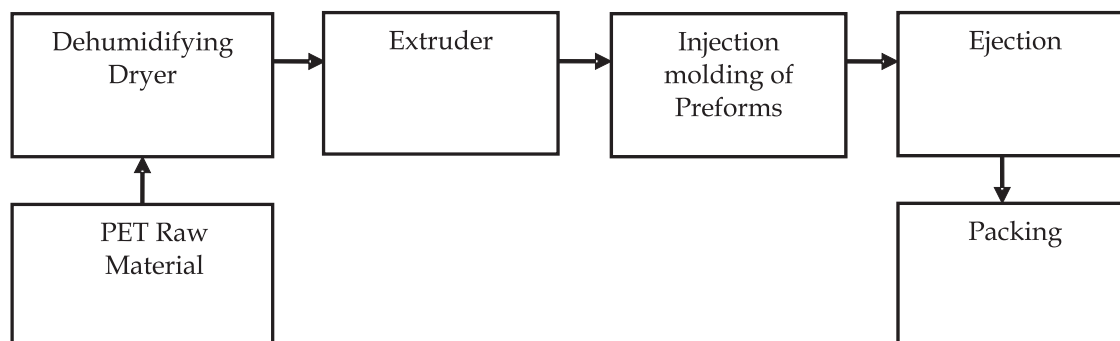 Dehumidifying
Dryer
Extruder
Injection
molding of
Preforms
Ejection
PET Raw
Material
Packing